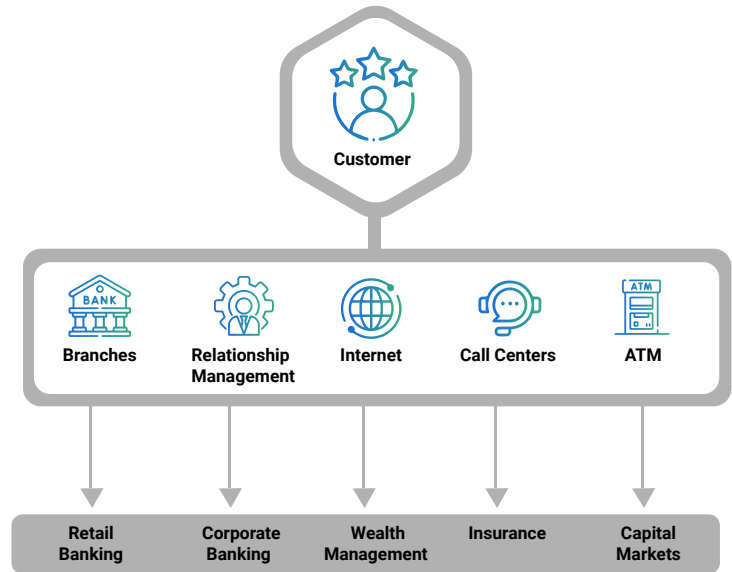 Customer
BANK
ATM
Branches
Relationship
Management
Internet
Call Centers
ATM
Retail
Banking
Corporate
Banking
Wealth
Management
Insurance
Capital
Markets